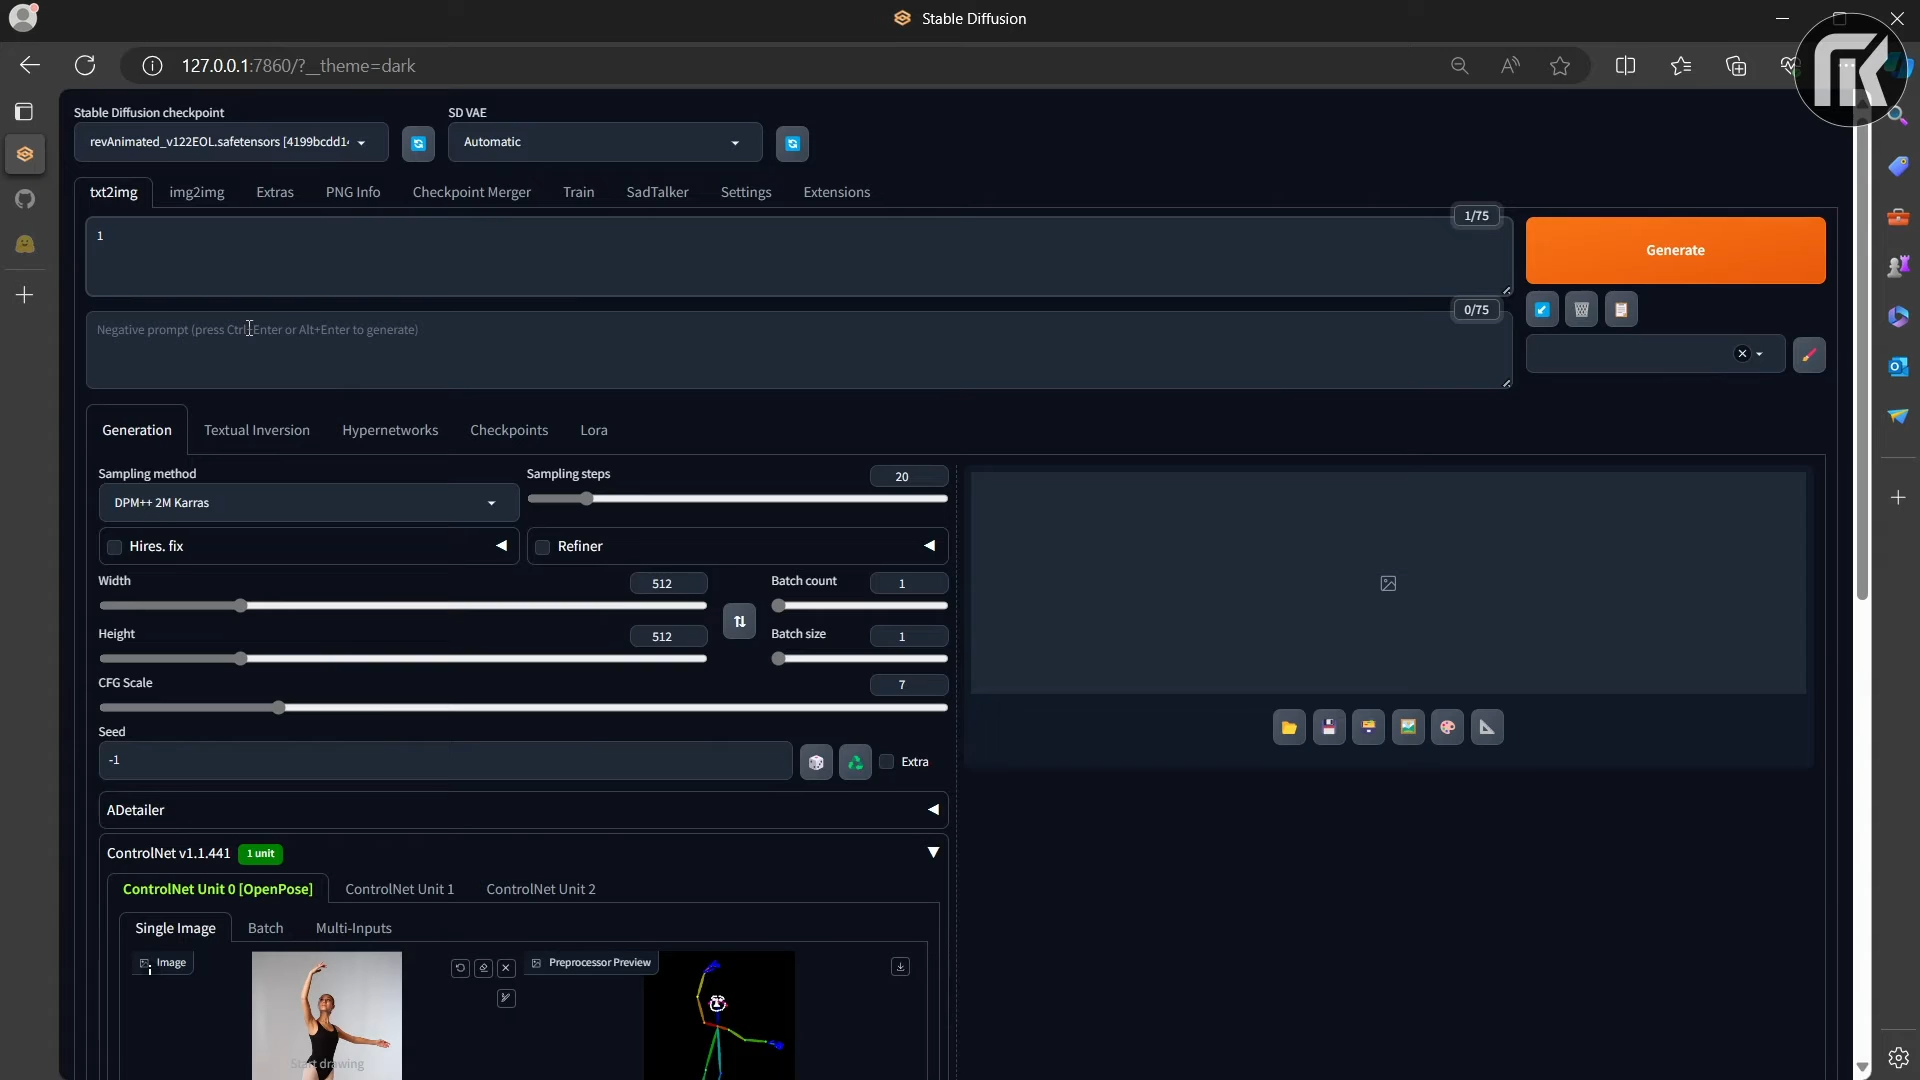 Stable Diffusion
127.0.0.1:7860/?__theme=dark
Stable Diffusion checkpoint
SD VAE
revAnimated_v122EOL.safetensors [4199bcdd14
Automatic
txt2img
img2img
Extras
PNG Info
Checkpoint Merger
Train
SadTalker
Settings
Extensions
1/75
1
Generate
0/75
Negative prompt (press Ctrl+Enter or Alt+Enter to generate)
Generation
Textual Inversion
Hypernetworks
Checkpoints
Lora
Sampling method
Sampling steps
20
DPM++ 2M Karras
Hires. fix
Refiner
Width
512
Batch count
1
Height
512
Batch size
1
CFG Scale
7
Seed
-1
Extra
ADetailer
ControlNet v1.1.441
1 unit
ControlNet Unit 0 [OpenPose]
ControlNet Unit 1
ControlNet Unit 2
Single Image
Batch
Multi-Inputs
Image
Preprocessor Preview
Start drawing